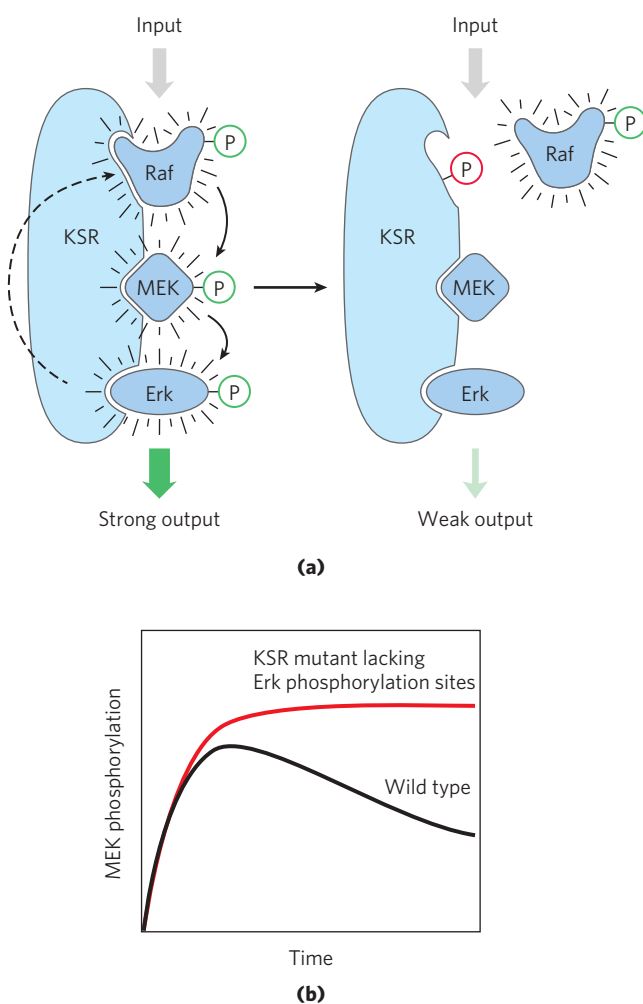 Input
Input
P
Raf
P
Raf
P
KSR
KSR
MEK
P
MEK
Erk
P
Erk
Strong output
Weak output
(a)
KSR mutant lacking
Erk phosphorylation sites
Wild type
MEK phosphorylation
Time
(b)